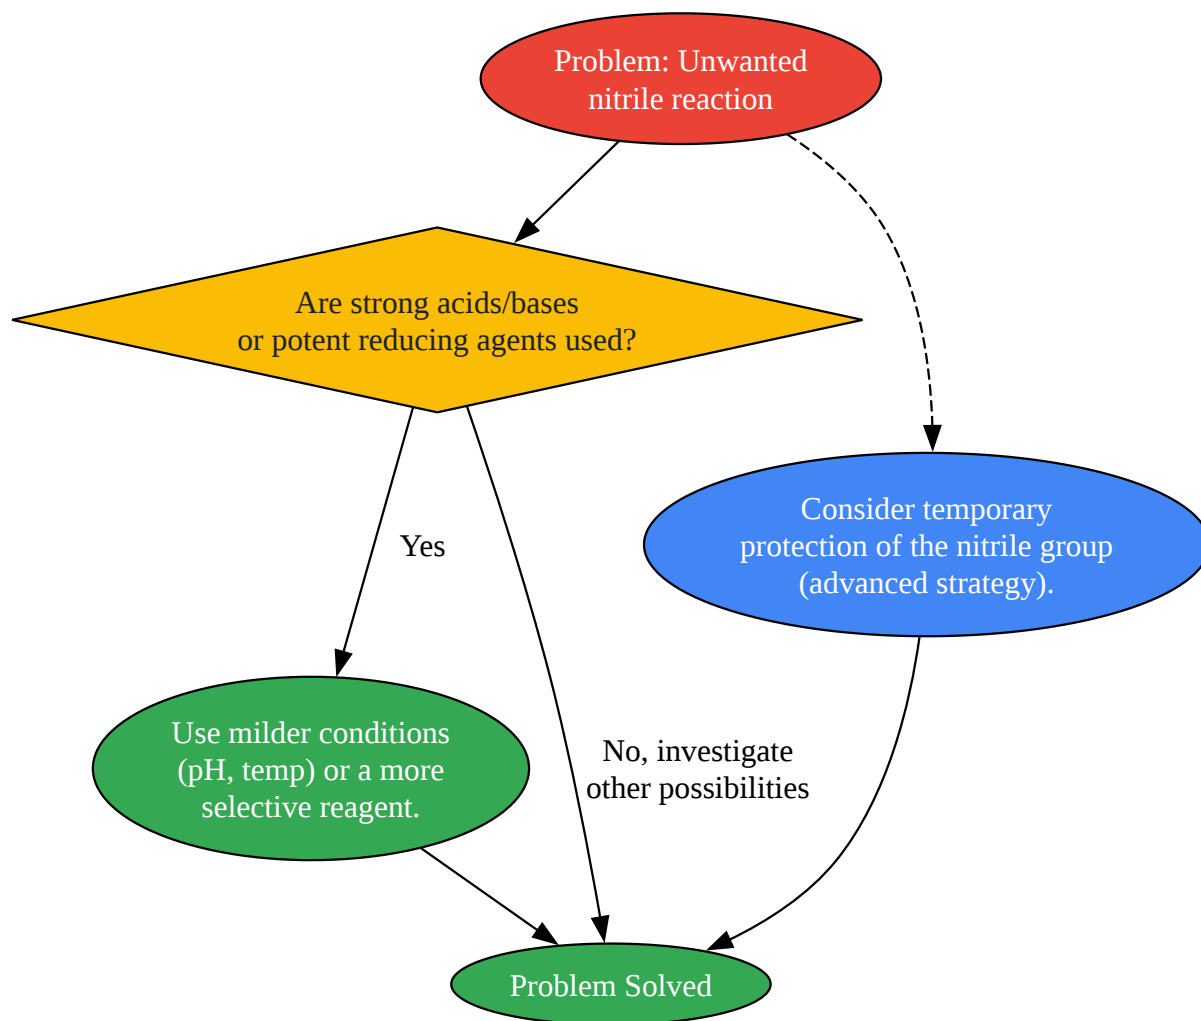 Problem: Unwanted
nitrile reaction
Are strong acids/bases
or potent reducing agents used?
Consider temporary
protection of the nitrile group
(advanced strategy).
Yes
Use milder conditions
(pH, temp) or a more
selective reagent.
No, investigate
other possibilities
Problem Solved